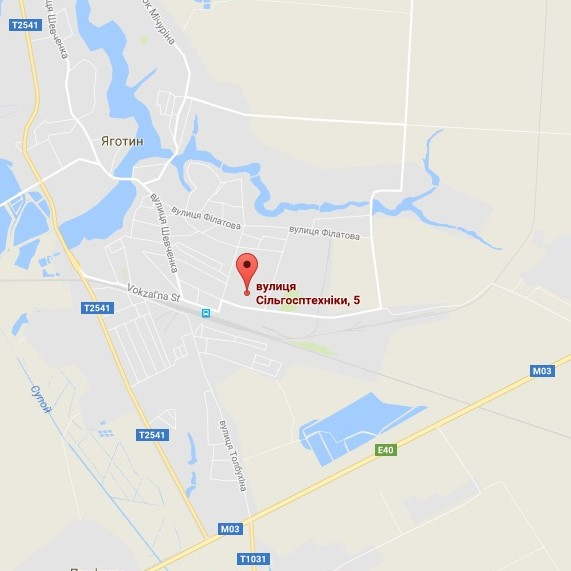 T2541
вулиця Шевченка
ок Мічуріна
Яготин
вулиця Шевченка
вулиця Філатова
вулиця Філатова
вулиця
Сільгосптехніки, 5
Vokzal'na St
T2541
M03
Супой
T2541
вулиця Толбухіна
E40
M03
T1031